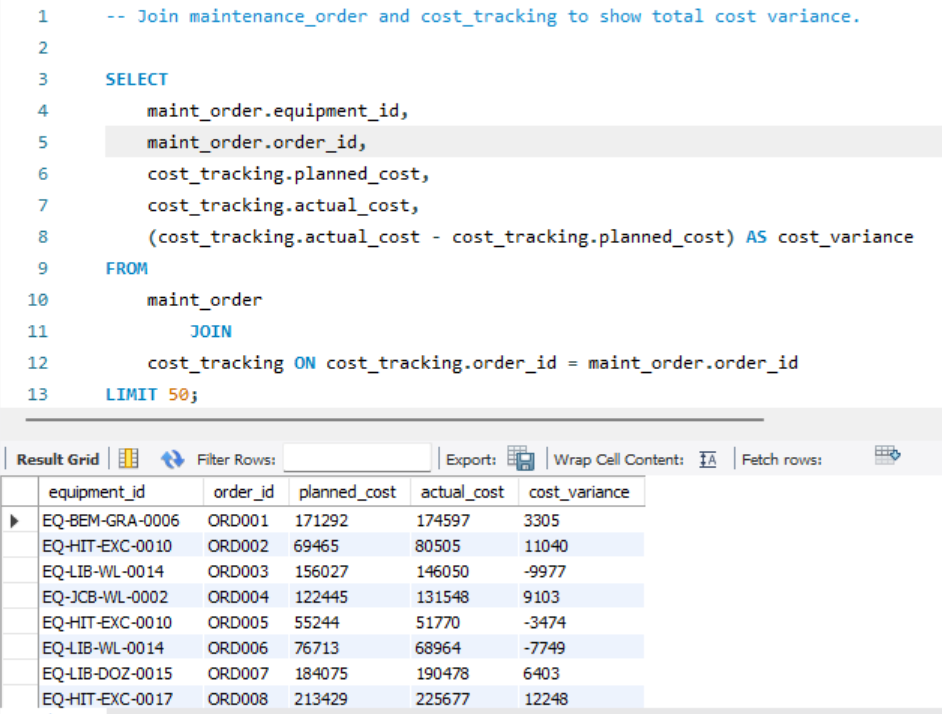 1 -- Join maintenance_order and cost_tracking to show total cost variance.
2
3 SELECT
4 maint_order.equipment_id,
5 maint_order.order_id,
6 cost_tracking.planned_cost,
7 cost_tracking.actual_cost,
8 (cost_tracking.actual_cost - cost_tracking.planned_cost) AS cost_variance
9 FROM
10 maint_order
11 JOIN
12 cost_tracking ON cost_tracking.order_id = maint_order.order_id
13 LIMIT 50;
Result Grid Filter Rows: Export: Wrap Cell Content: Fetch rows:
equipment_id order_id planned_cost actual_cost cost_variance
EQ-BEM-GRA-0006 ORD001 171292 174597 3305
EQ-HIT-EXC-0010 ORD002 69465 80505 11040
EQ-LIB-WL-0014 ORD003 156027 146050 -9977
EQ-JCB-WL-0002 ORD004 122445 131548 9103
EQ-HIT-EXC-0010 ORD005 55244 51770 -3474
EQ-LIB-WL-0014 ORD006 76713 68964 -7749
EQ-LIB-DOZ-0015 ORD007 184075 190478 6403
EQ-HIT-EXC-0017 ORD008 213429 225677 12248